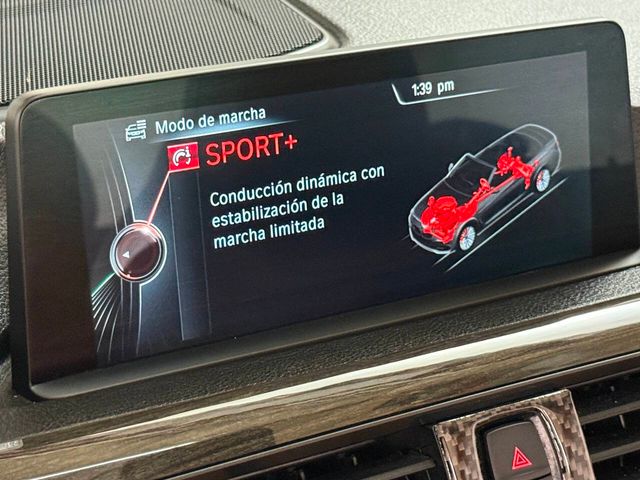 1:39 pm
Modo de marcha
SPORT+
Conducción dinámica con
estabilización de la
marcha limitada